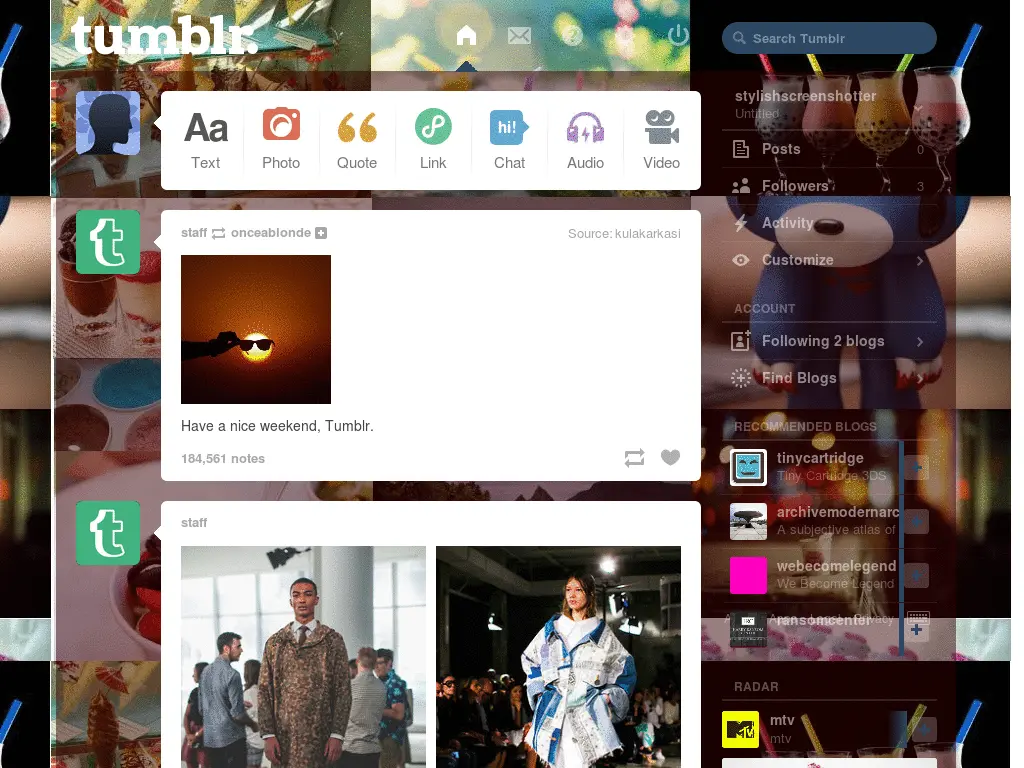 tumblr.
Search Tumblr
Aa
Text
Photo
Quote
Link
hi!
Chat
Audio
Video
stylishscreenshotter
Untitled
Posts 0
Followers 3
Activity
Customize
ACCOUNT
Following 2 blogs
Find Blogs
RECOMMENDED BLOGS
tinycartridge
Tiny Cartridge 3DS
archivemodernarc
A subjective atlas of
webecomelegend
We Become Legend
ransomcenter
Privacy
RADAR
MTV
mtv
mtv
t
staff onceablonde
Source: kulakarkasi
Have a nice weekend, Tumblr.
184,561 notes
t
staff